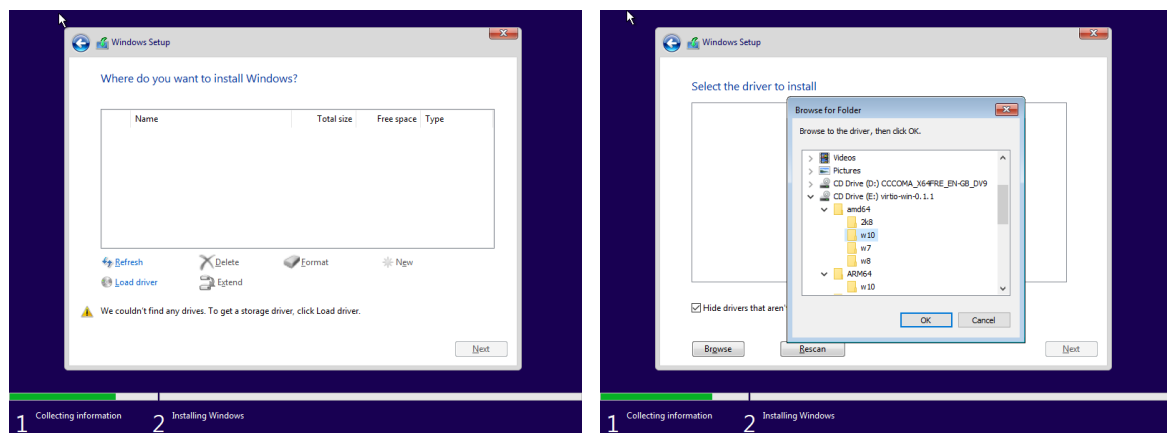 Windows Setup
Where do you want to install Windows?
Name Total size Free space Type
Refresh Delete Format New
Load driver Extend
We couldn't find any drives. To get a storage driver, click Load driver.
Next
1 Collecting information 2 Installing Windows
Windows Setup
Select the driver to install
Browse for Folder
Browse to the driver, then click OK.
Videos
Pictures
CD Drive (D:) CCCOMA_X64FRE_EN-GB_DV9
CD Drive (E:) virtio-win-0.1.1
amd64
2k8
w10
w7
w8
ARM64
w10
Hide drivers that aren'
OK Cancel
Browse Rescan Next
1 Collecting information 2 Installing Windows